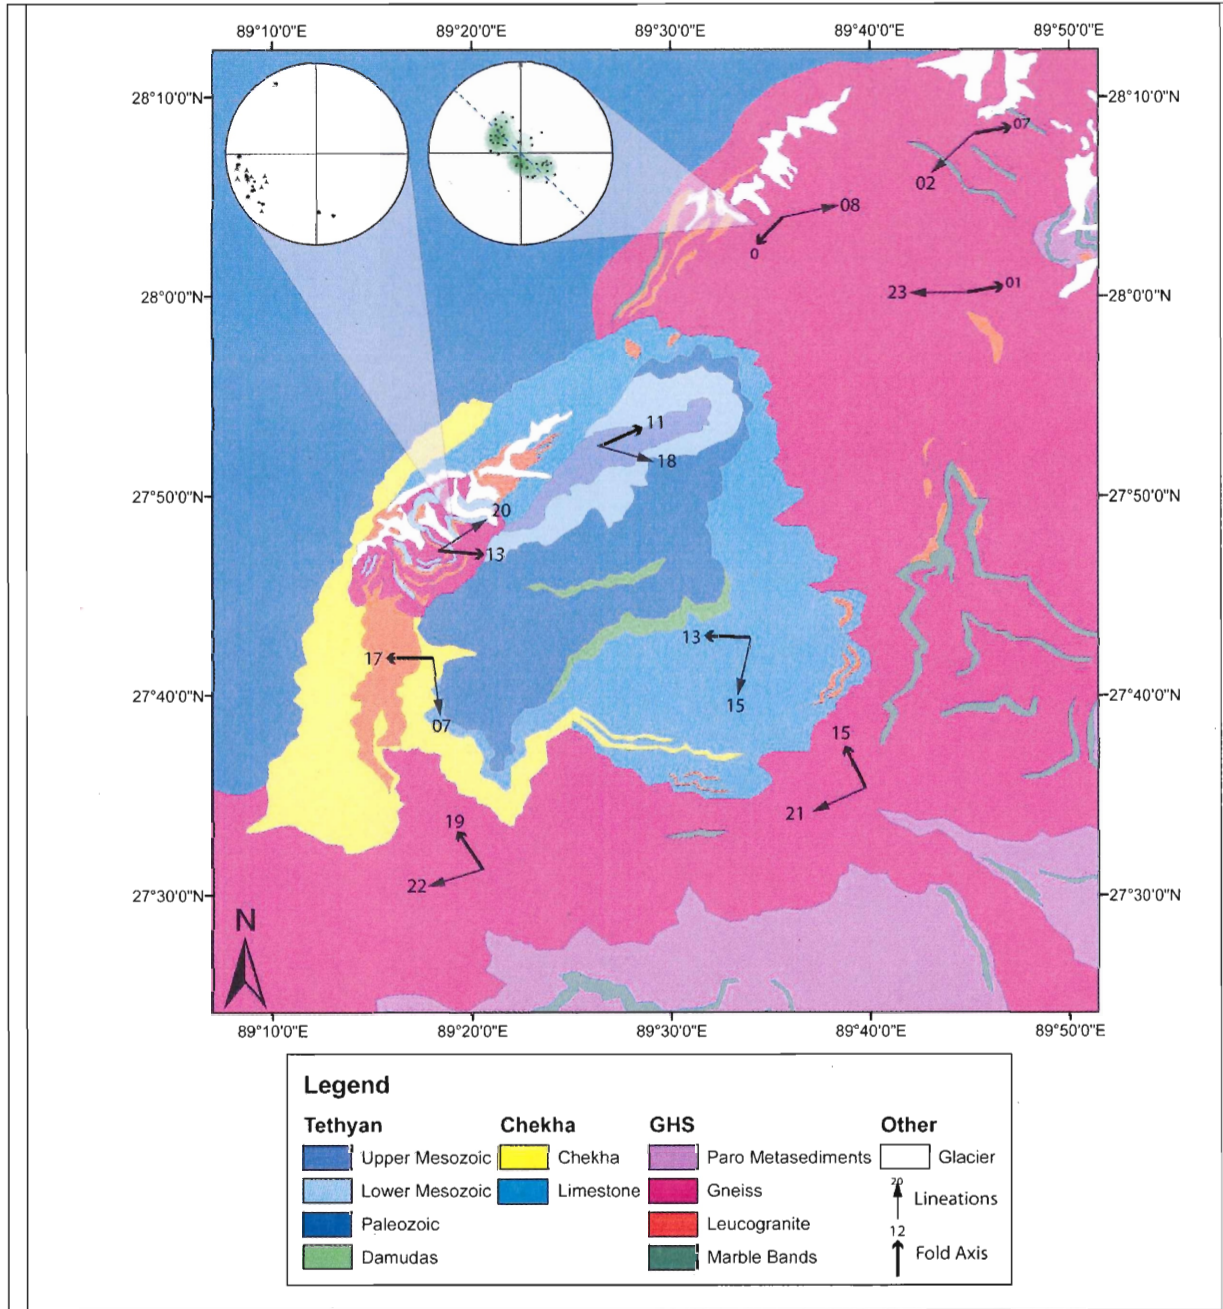 89°10'0"E 89°20'0"E 89°30'0"E 89°40'0"E 89°50'0"E
28°10'0"N 28°10'0"N
07
02
08
0
28°0'0"N 28°0'0"N
23 01
11
18
27°50'0"N 27°50'0"N
20
13
13
17
27°40'0"N 27°40'0"N
15
07
15
21
19
22
27°30'0"N 27°30'0"N
N
89°10'0"E 89°20'0"E 89°30'0"E 89°40'0"E 89°50'0"E
Legend
Tethyan Chekha GHS Other
Upper Mesozoic Chekha Paro Metasediments Glacier
Lower Mesozoic Limestone Gneiss 20 Lineations
Paleozoic Leucogranite
Damudas Marble Bands 12 Fold Axis